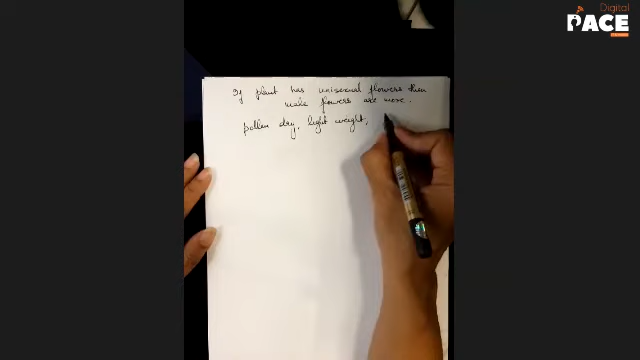 Digital
PACE
If plant has unisexual flowers then
male flowers are more.
pollen dry, light weight,